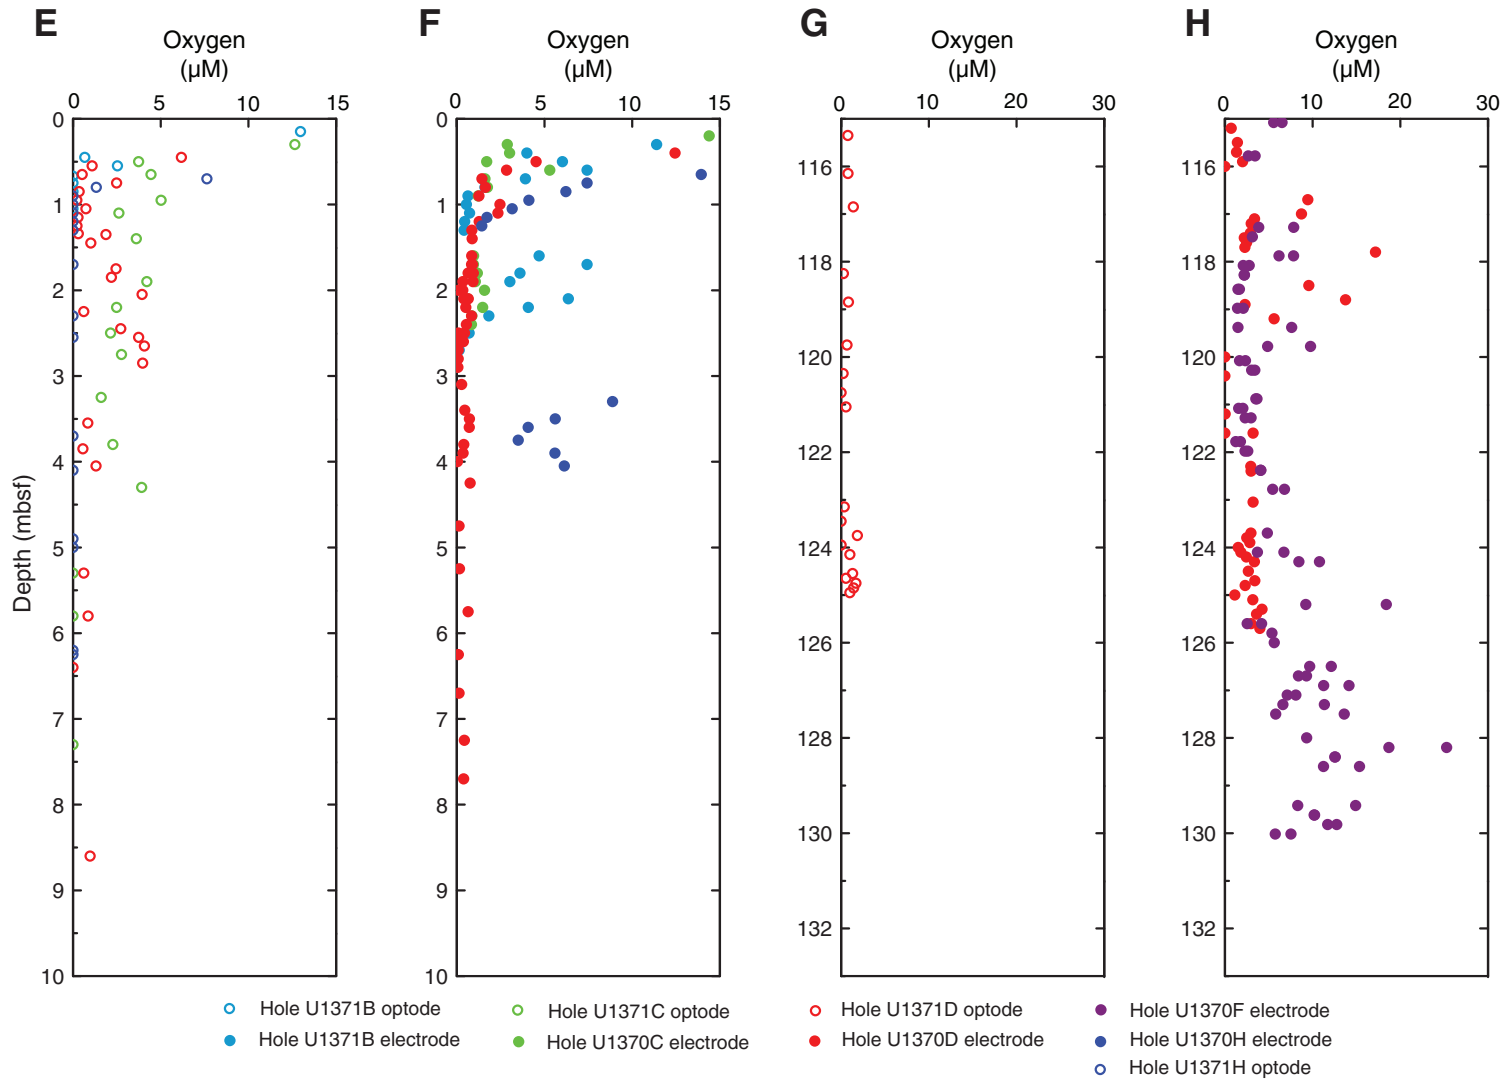 E
Oxygen
(µM)
0 5 10 15
0
1
2
3
4
5
6
7
8
9
10
Depth (mbsf)
F
Oxygen
(µM)
0 5 10 15
0
1
2
3
4
5
6
7
8
9
10
G
Oxygen
(µM)
0 10 20 30
116
118
120
122
124
126
128
130
132
H
Oxygen
(µM)
0 10 20 30
116
118
120
122
124
126
128
130
132
Hole U1371B optode
Hole U1371B electrode
Hole U1371C optode
Hole U1370C electrode
Hole U1371D optode
Hole U1370D electrode
Hole U1370F electrode
Hole U1370H electrode
Hole U1371H optode